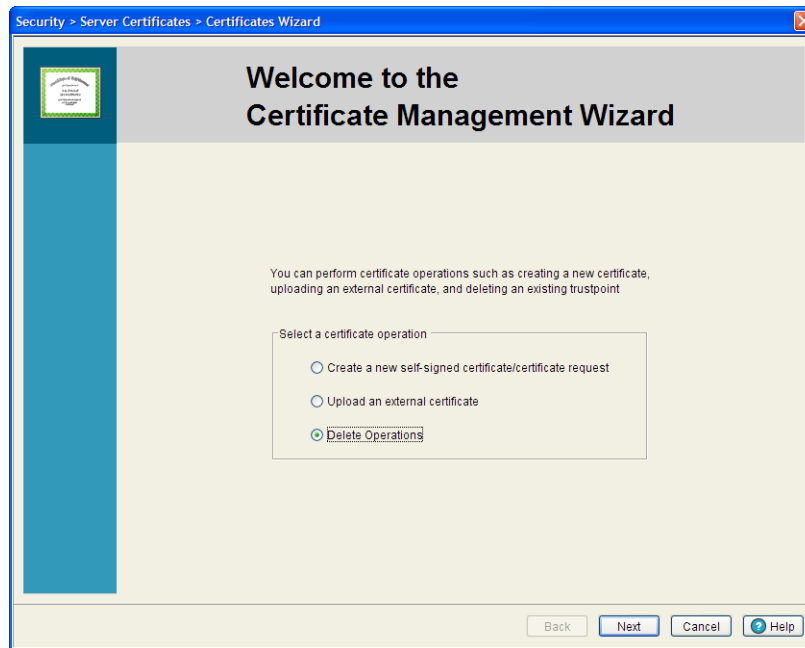 Security > Server Certificates > Certificates Wizard
Welcome to the
Certificate Management Wizard
You can perform certificate operations such as creating a new certificate,
uploading an external certificate, and deleting an existing trustpoint
Select a certificate operation
Create a new self-signed certificate/certificate request
Upload an external certificate
Delete Operations
Back Next Cancel ? Help